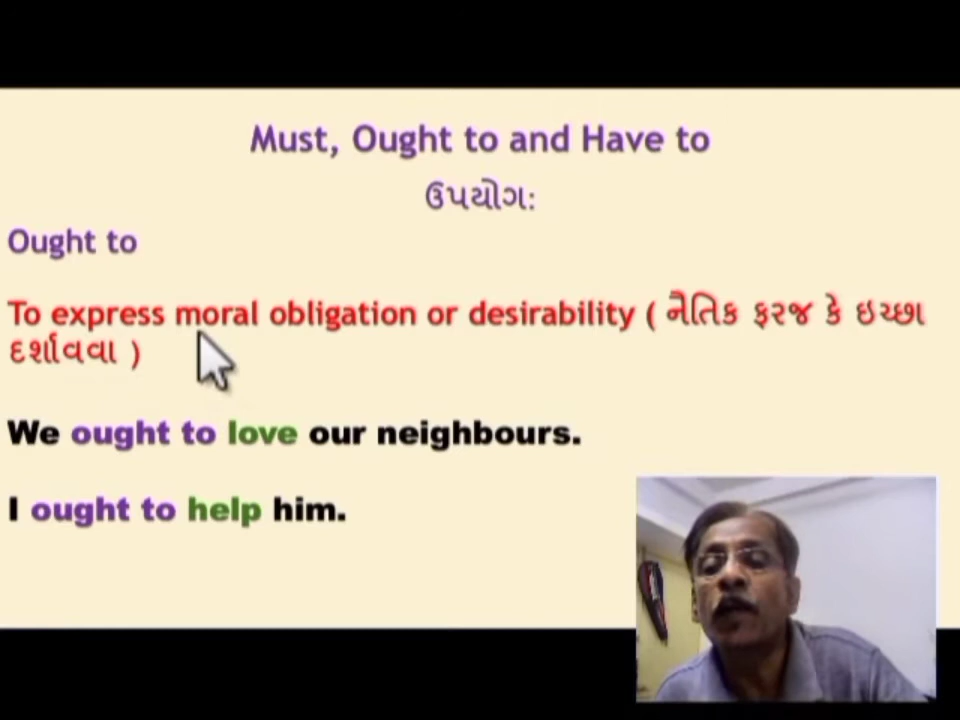 Must, Ought to and Have to
ઉપયોગ:
Ought to
To express moral obligation or desirability ( નૈતિક ફરજ કે ઇચ્છા
દર્શાવવા )
We ought to love our neighbours.
I ought to help him.